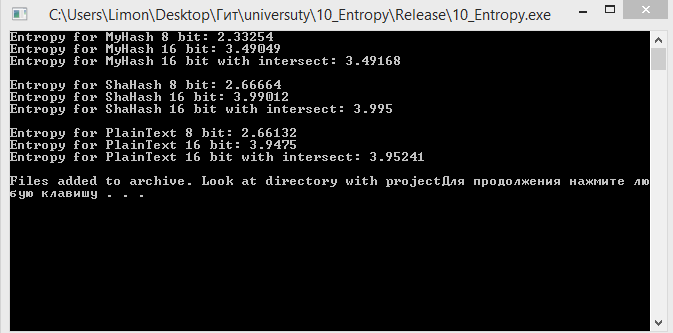 C:\Users\Limon\Desktop\Гит\universuty\10_Entropy\Release\10_Entropy.exe
Entropy for MyHash 8 bit: 2.33254
Entropy for MyHash 16 bit: 3.49049
Entropy for MyHash 16 bit with intersect: 3.49168
Entropy for ShaHash 8 bit: 2.66664
Entropy for ShaHash 16 bit: 3.99012
Entropy for ShaHash 16 bit with intersect: 3.995
Entropy for PlainText 8 bit: 2.66132
Entropy for PlainText 16 bit: 3.9475
Entropy for PlainText 16 bit with intersect: 3.95241
Files added to archive. Look at directory with projectДля продолжения нажмите лю
бую клавишу . . .